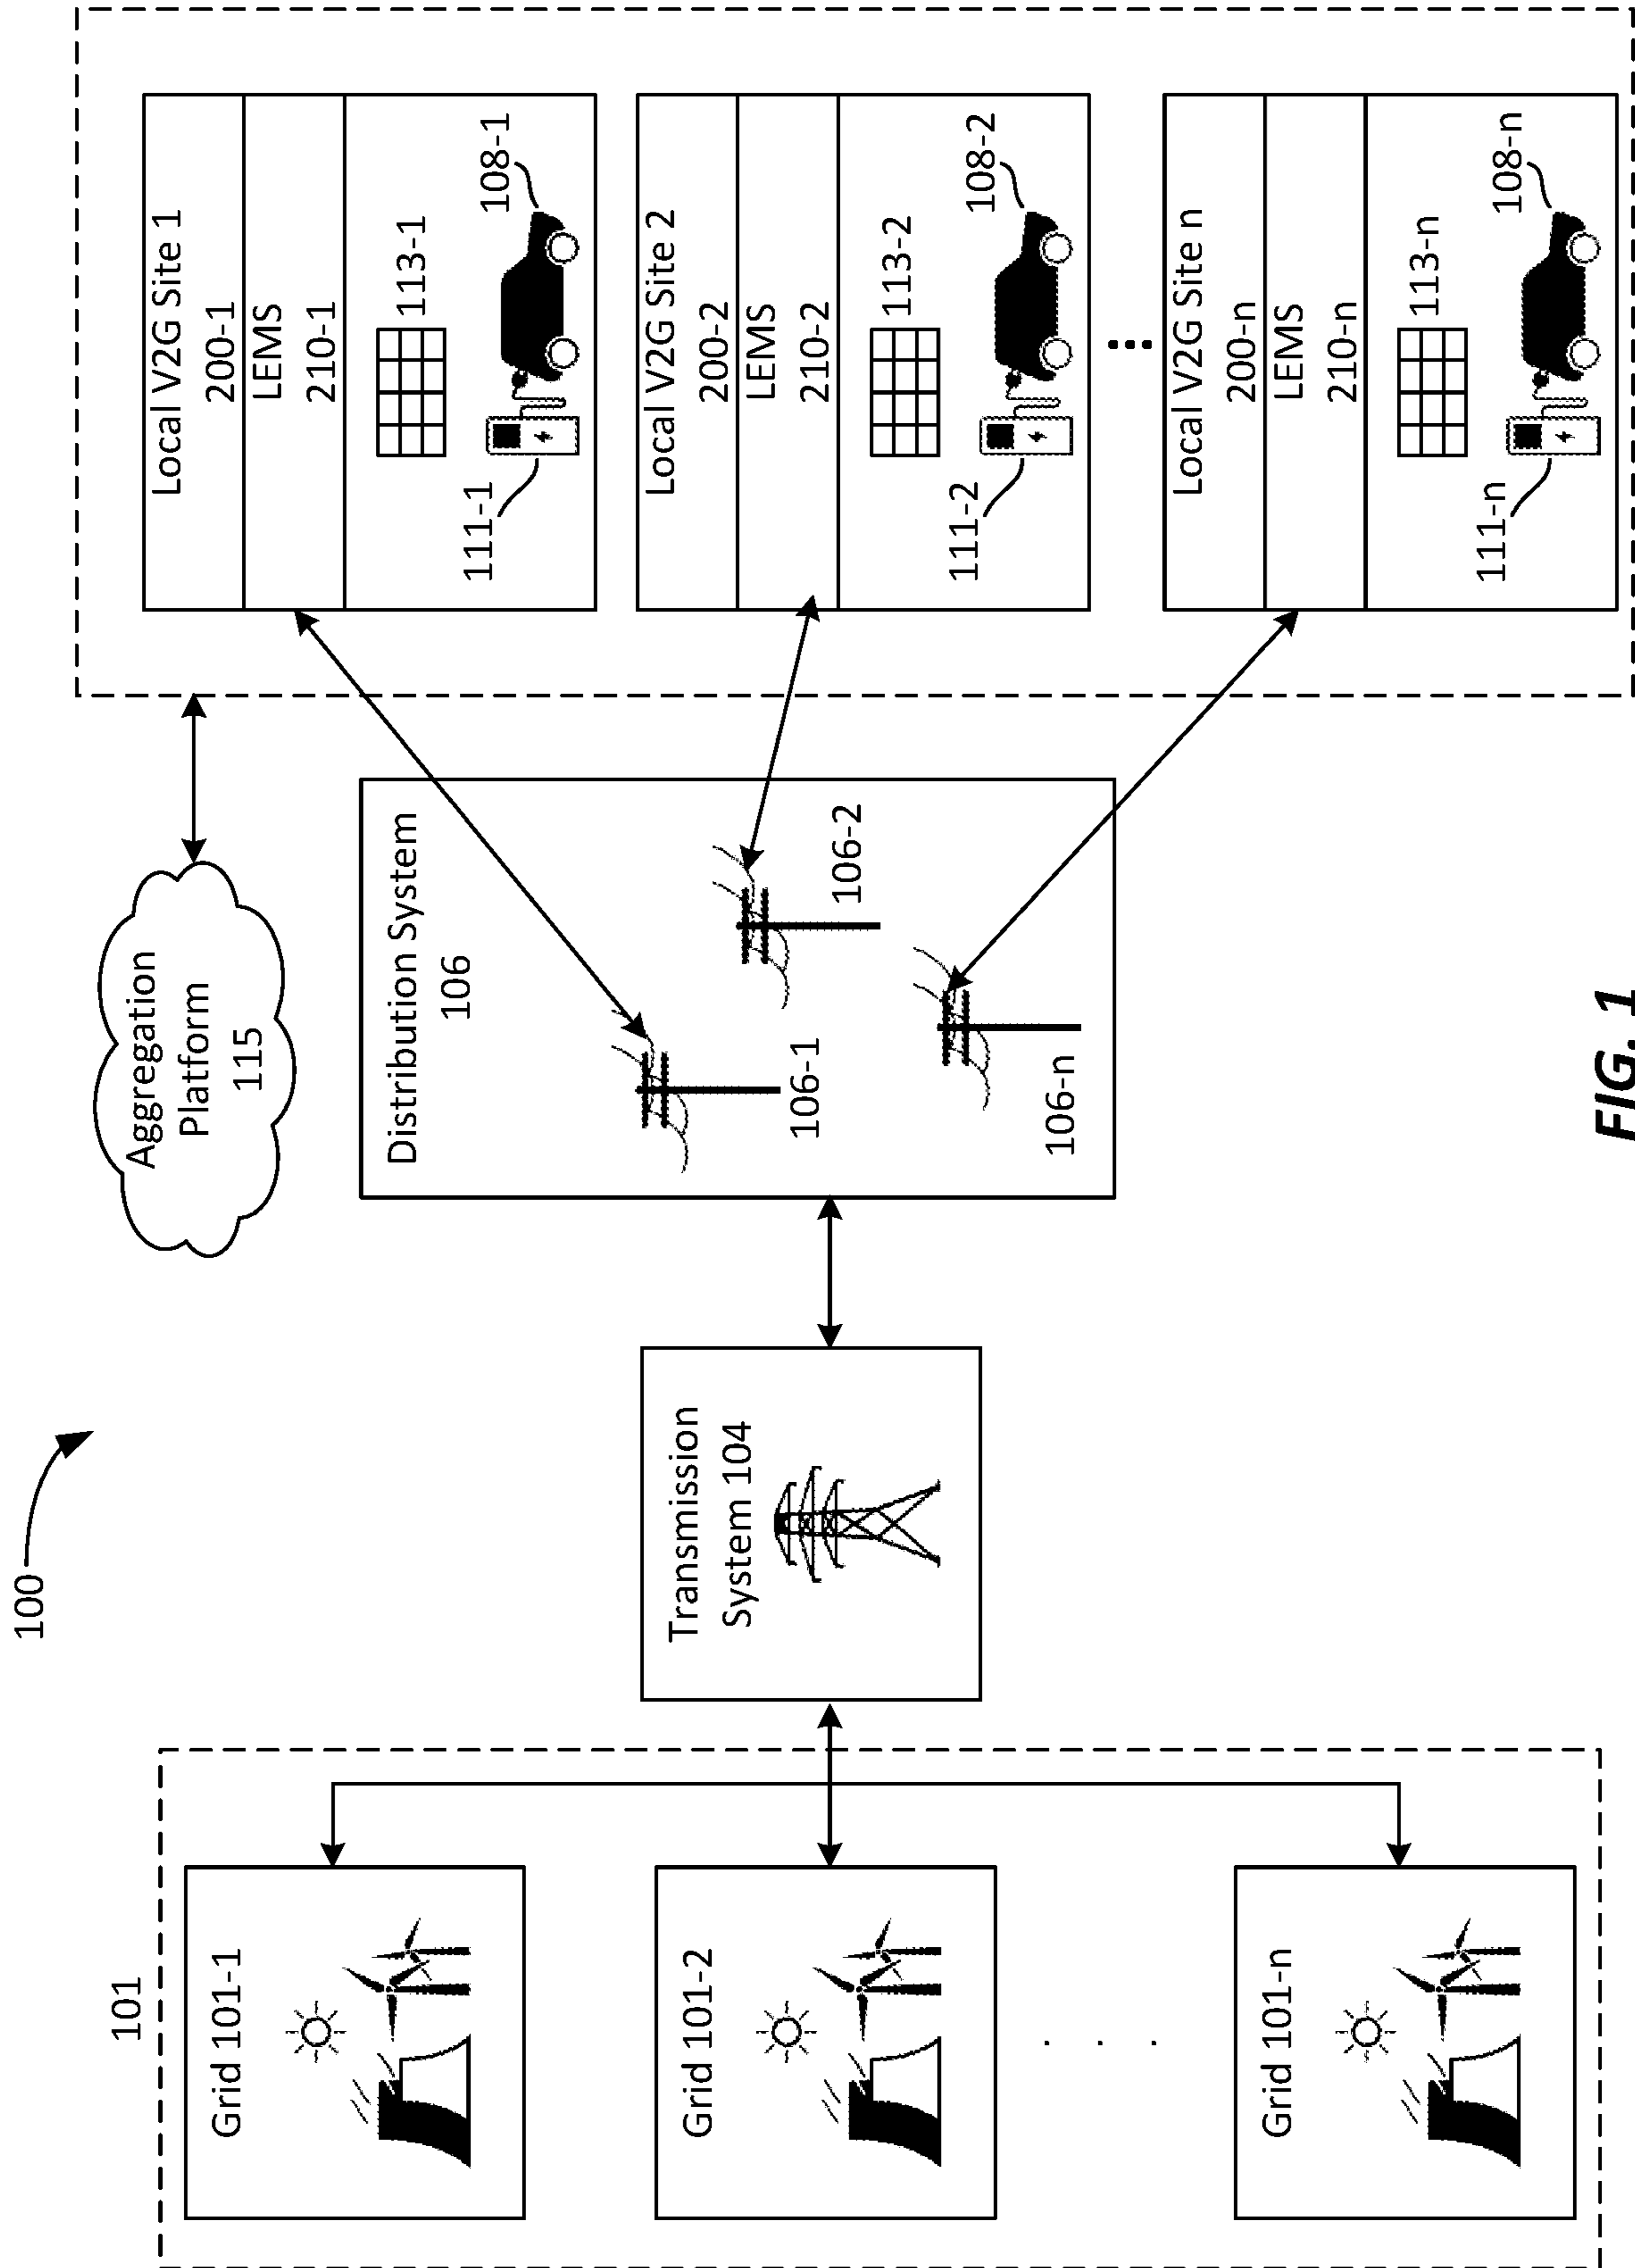 100
101
Grid 101-1
Grid 101-2
. . .
Grid 101-n
Transmission
System 104
Aggregation
Platform
115
Distribution System
106
106-1
106-2
106-n
Local V2G Site 1
200-1
LEMS
210-1
113-1
111-1
108-1
Local V2G Site 2
200-2
LEMS
210-2
113-2
111-2
108-2
...
Local V2G Site n
200-n
LEMS
210-n
113-n
111-n
108-n
FIG. 1